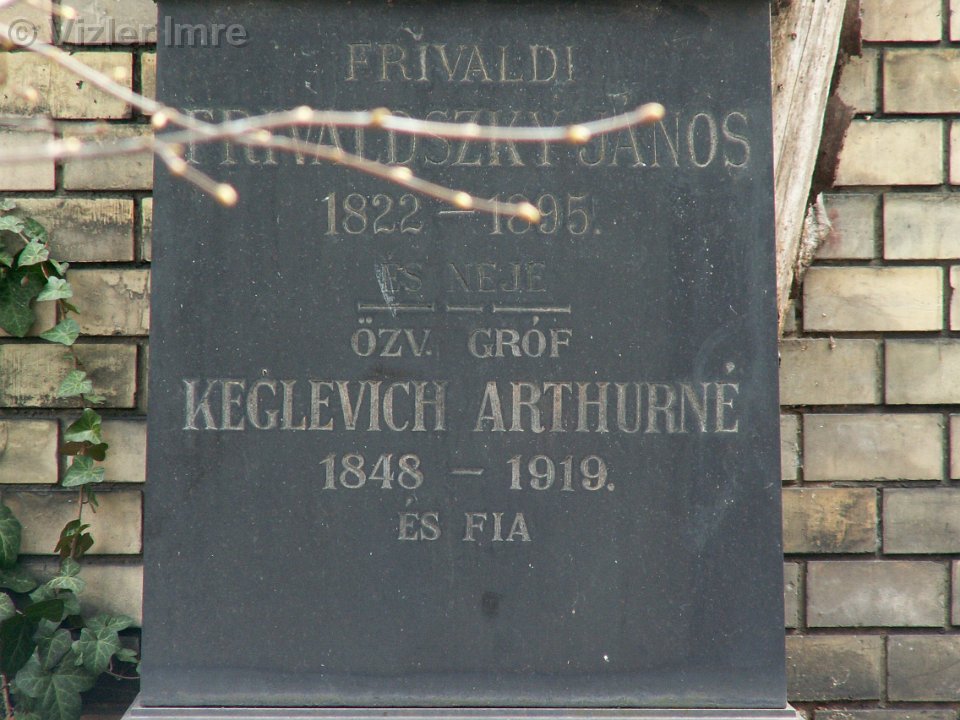 © Vizler Imre
FRIVALDI
FRIVALDSZKY JÁNOS
1822 - 1895.
ÉS NEJE
ÖZV. GRÓF
KEGLEVICH ARTHURNÉ
1848 - 1919.
ÉS FIA